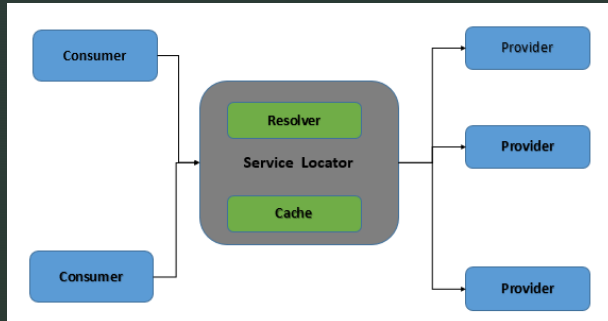 Consumer
Provider
Resolver
Service Locator
Provider
Cache
Consumer
Provider